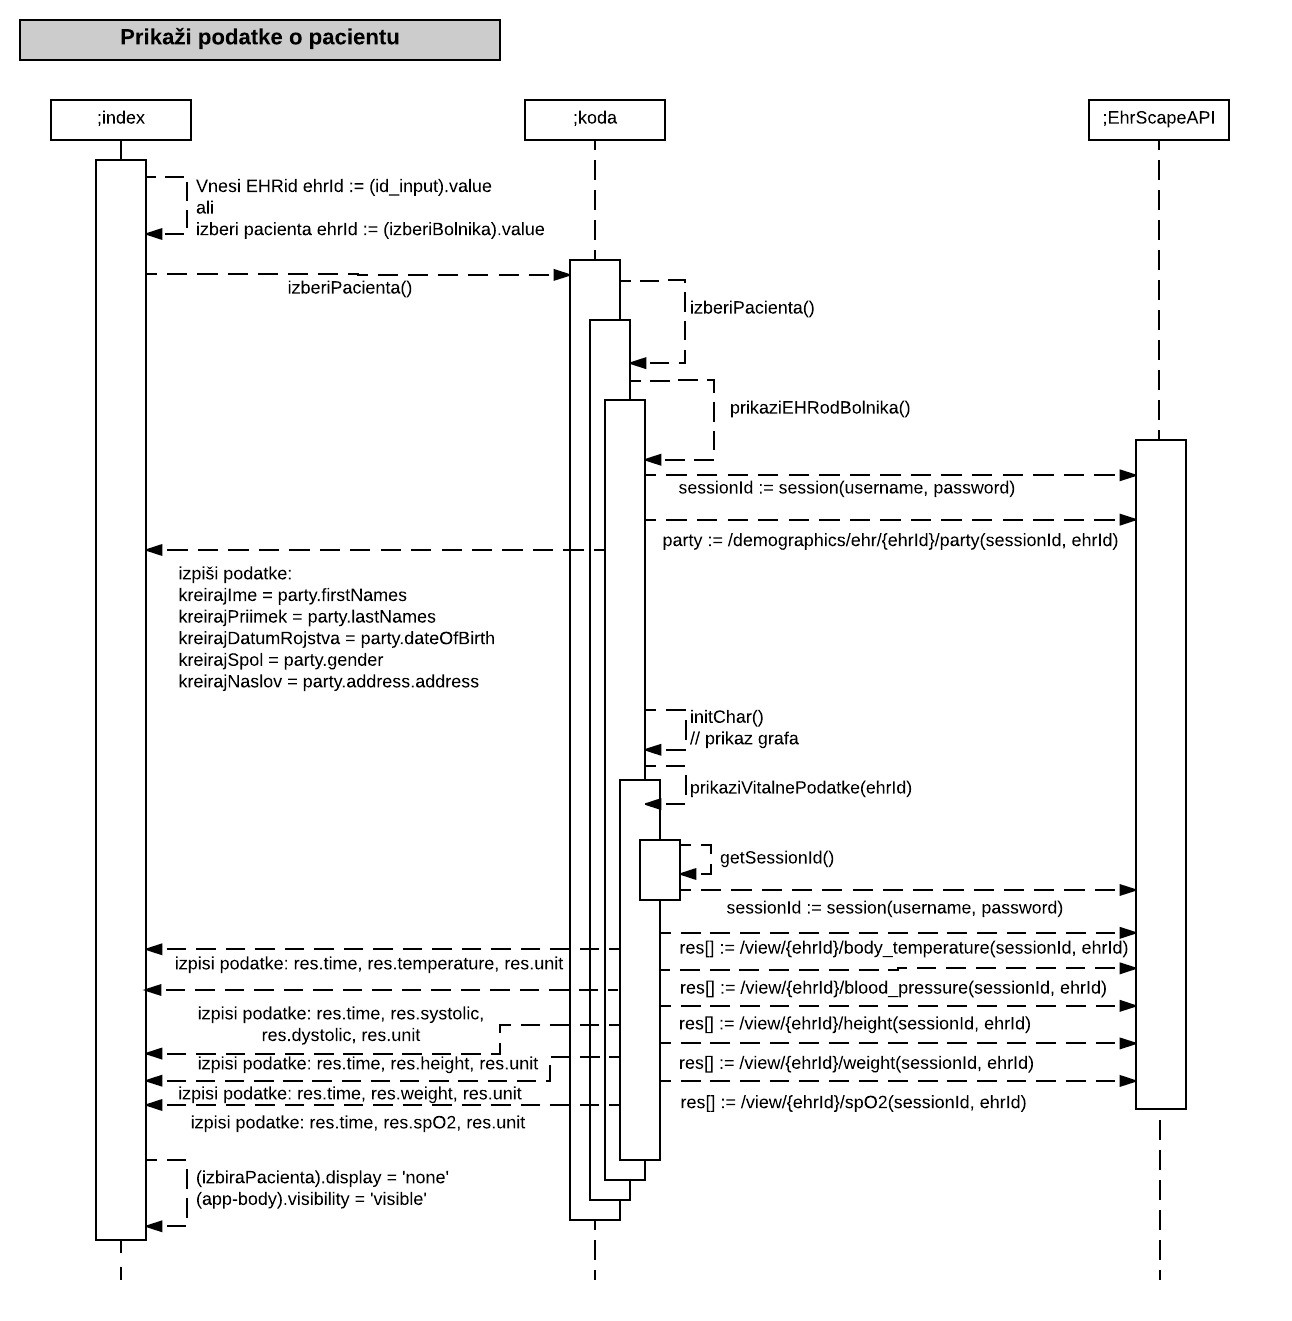 Prikaži podatke o pacientu
;index
;koda
;EhrScapeAPI
Vnesi EHRid ehrId := (id_input).value
ali
izberi pacienta ehrId := (izberiBolnika).value
izberiPacienta()
izberiPacienta()
prikaziEHRodBolnika()
sessionId := session(username, password)
party := /demographics/ehr/{ehrId}/party(sessionId, ehrId)
izpiši podatke:
kreirajIme = party.firstNames
kreirajPriimek = party.lastNames
kreirajDatumRojstva = party.dateOfBirth
kreirajSpol = party.gender
kreirajNaslov = party.address.address
initChar()
// prikaz grafa
prikaziVitalnePodatke(ehrId)
getSessionId()
sessionId := session(username, password)
res[] := /view/{ehrId}/body_temperature(sessionId, ehrId)
izpisi podatke: res.time, res.temperature, res.unit
res[] := /view/{ehrId}/blood_pressure(sessionId, ehrId)
izpisi podatke: res.time, res.systolic,
res.dystolic, res.unit
res[] := /view/{ehrId}/height(sessionId, ehrId)
izpisi podatke: res.time, res.height, res.unit
res[] := /view/{ehrId}/weight(sessionId, ehrId)
izpisi podatke: res.time, res.weight, res.unit
res[] := /view/{ehrId}/spO2(sessionId, ehrId)
izpisi podatke: res.time, res.spO2, res.unit
(izbiraPacienta).display = 'none'
(app-body).visibility = 'visible'